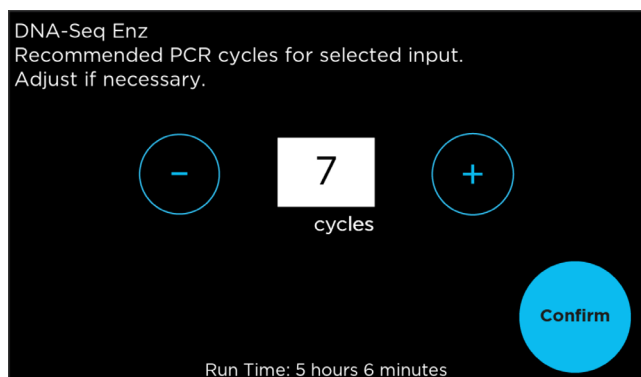 DNA-Seq Enz
Recommended PCR cycles for selected input.
Adjust if necessary.
- 7 +
cycles
Confirm
Run Time: 5 hours 6 minutes